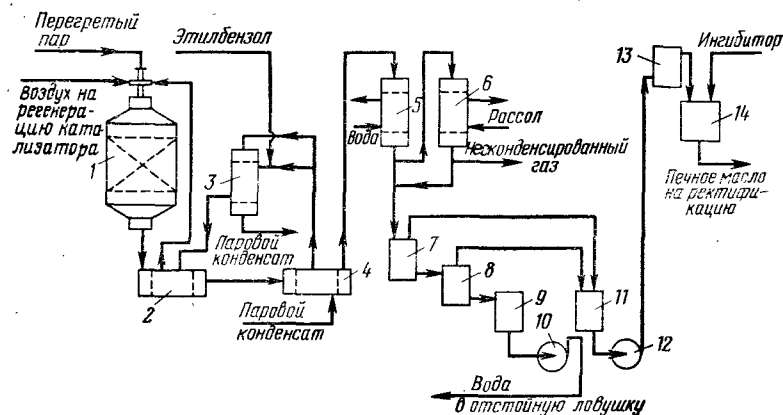 Перегретый
пар
Этилбензол
Воздух на
регенера-
цию ката-
лизатора
1
2
3
Паровой
конденсат
4
Паровой
конденсат
5
Вода
6
Рассол
Несконденсированный
газ
7
8
9
10
11
12
Вода
в отстойную ловушку
13
Ингибитор
14
Печное масло
на ректифи-
кацию